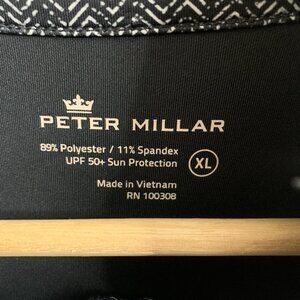 PETER MILLAR
89% Polyester / 11% Spandex
UPF 50+ Sun Protection
XL
Made in Vietnam
RN 100308